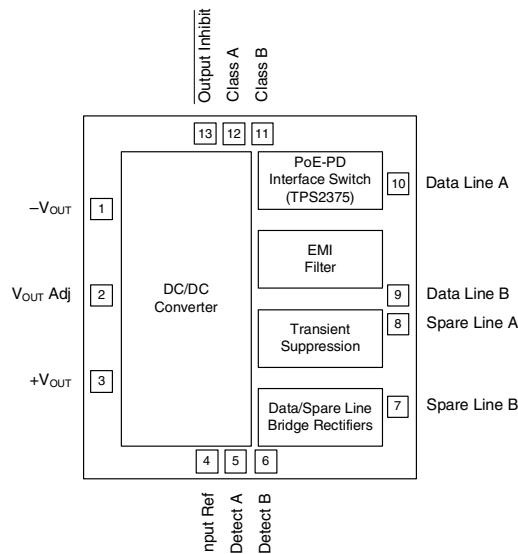 Output Inhibit
Class A
Class B
13
12
11
PoE-PD
Interface Switch
(TPS2375)
10
Data Line A
–VOUT
1
EMI
Filter
DC/DC
Converter
VOUT Adj
2
9
Data Line B
8
Spare Line A
Transient
Suppression
+VOUT
3
Data/Spare Line
Bridge Rectifiers
7
Spare Line B
4
5
6
nput Ref
Detect A
Detect B